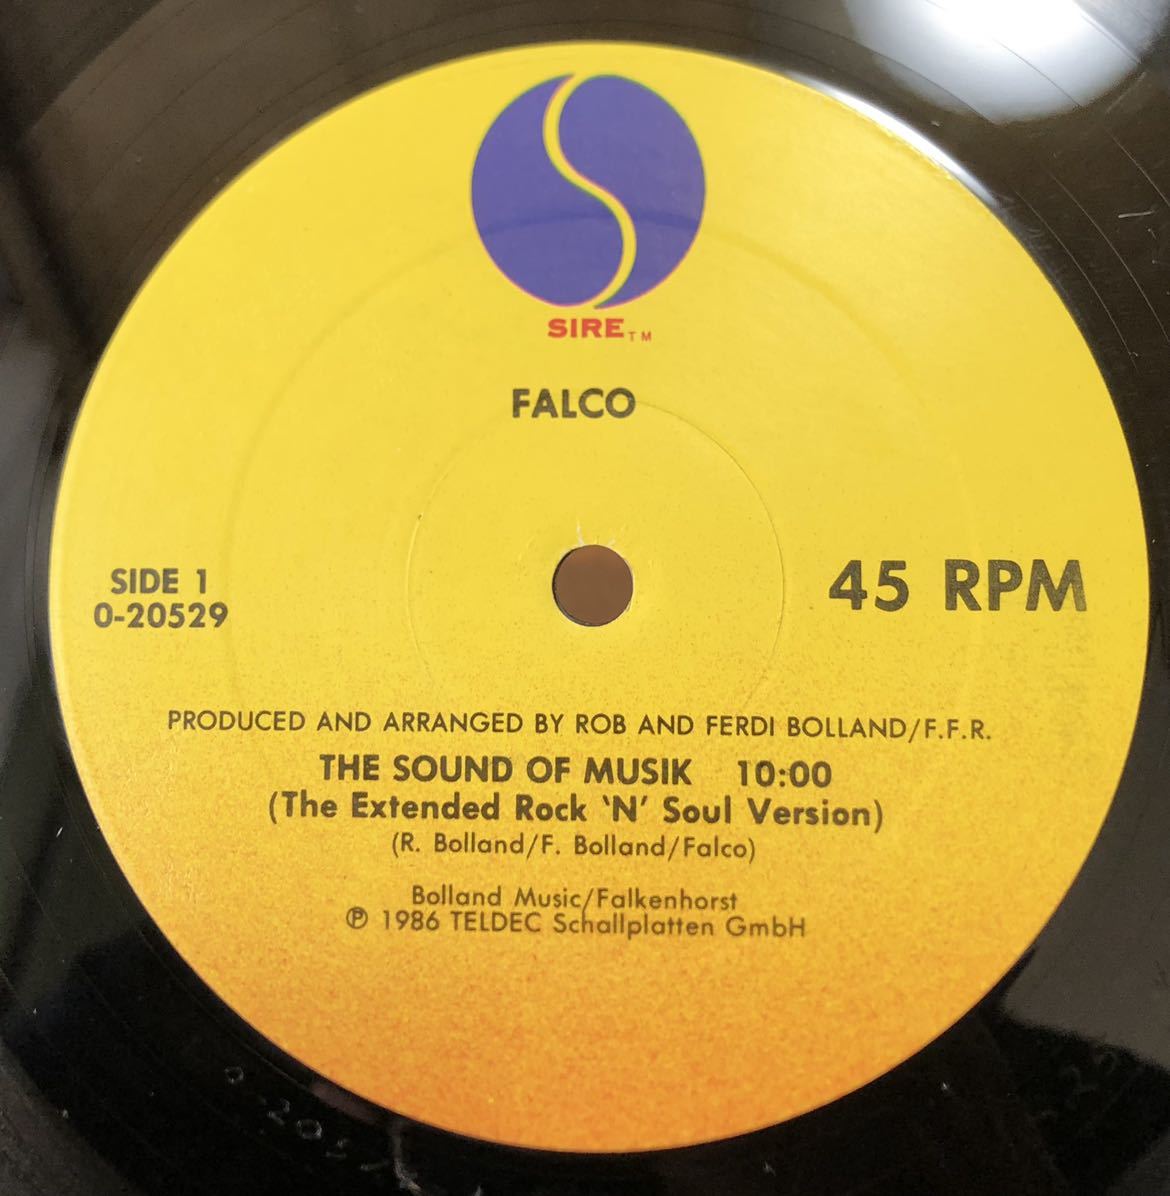 SIRE TM
FALCO
SIDE 1
0-20529
45 RPM
PRODUCED AND ARRANGED BY ROB AND FERDI BOLLAND/F.F.R.
THE SOUND OF MUSIK 10:00
(The Extended Rock 'N' Soul Version)
(R. Bolland/F. Bolland/Falco)
Bolland Music/Falkenhorst
℗ 1986 TELDEC Schallplatten GmbH